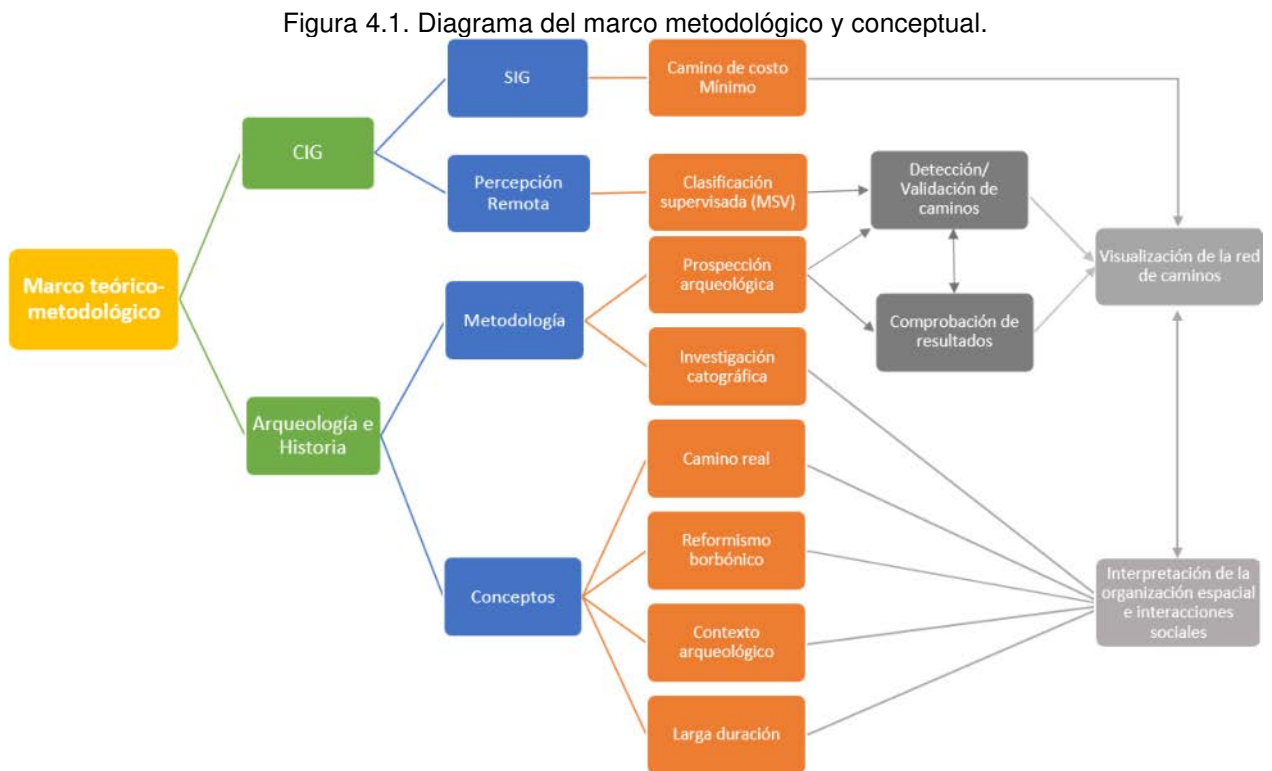 Figura 4.1. Diagrama del marco metodológico y conceptual.
SIG
Camino de costo
Mínimo
CIG
Percepción
Remota
Clasificación
supervisada (MSV)
Detección/
Validación de
caminos
Marco teórico-
metodológico
Metodología
Prospección
arqueológica
Comprobación de
resultados
Visualización de la red
de caminos
Investigación
catográfica
Arqueología e
Historia
Camino real
Reformismo
borbónico
Conceptos
Contexto
arqueológico
Larga duración
Interpretación de la
organización espacial
e interacciones
sociales